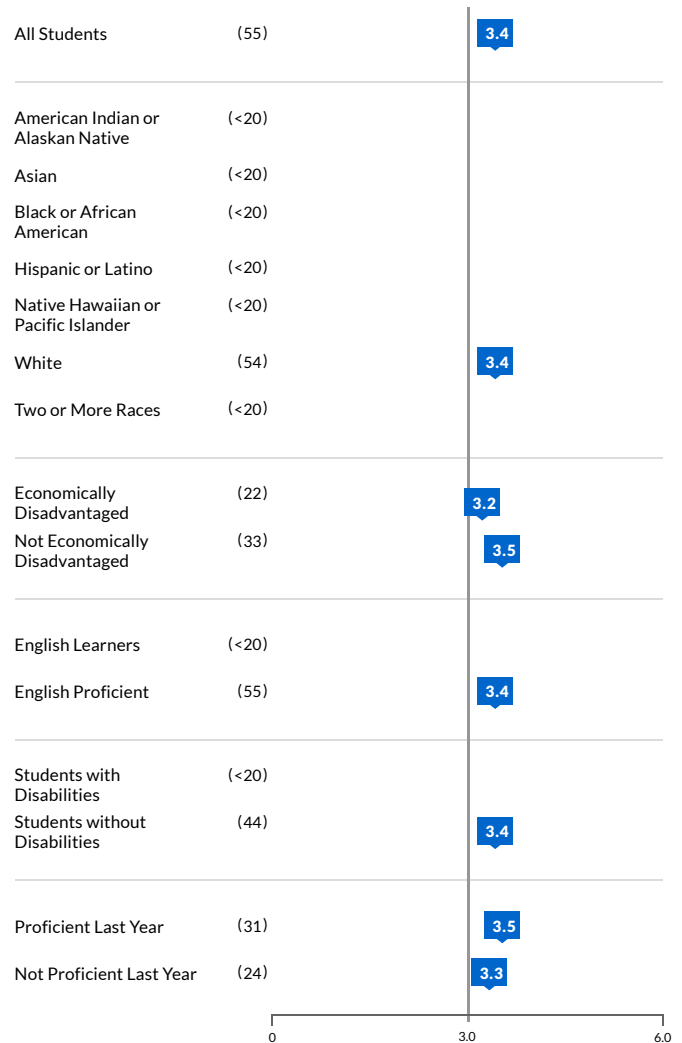 All Students (55) 3.4
American Indian or (<20)
Alaskan Native
Asian (<20)
Black or African (<20)
American
Hispanic or Latino (<20)
Native Hawaiian or (<20)
Pacific Islander
White (54) 3.4
Two or More Races (<20)
Economically (22) 3.2
Disadvantaged
Not Economically (33) 3.5
Disadvantaged
English Learners (<20)
English Proficient (55) 3.4
Students with (<20)
Disabilities
Students without (44) 3.4
Disabilities
Proficient Last Year (31) 3.5
Not Proficient Last Year (24) 3.3
0 3.0 6.0